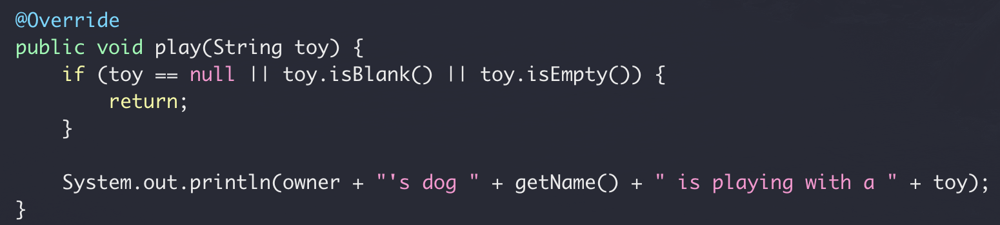 @Override
public void play(String toy) {
    if (toy == null || toy.isBlank() || toy.isEmpty()) {
        return;
    }

    System.out.println(owner + "'s dog " + getName() + " is playing with a " + toy);
}